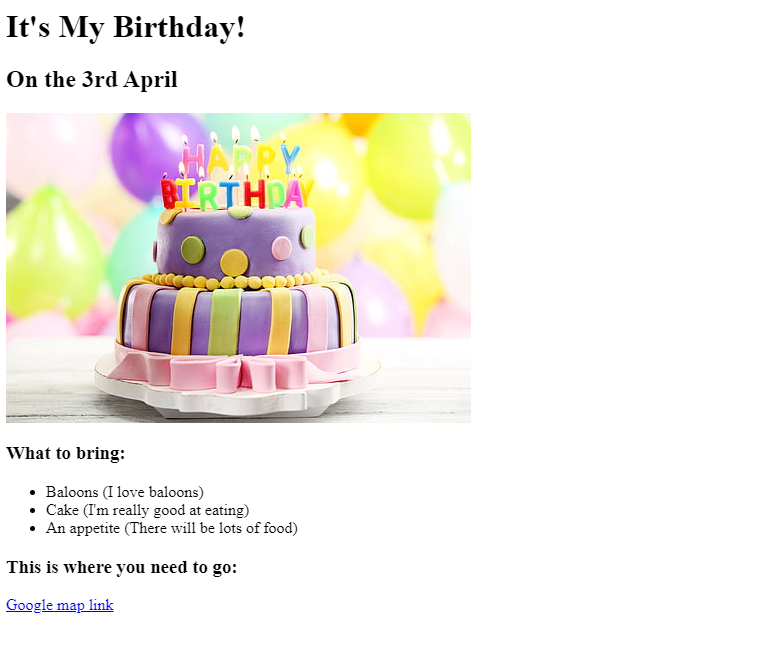 It's My Birthday!
On the 3rd April
HAPPY
BIRTHDAY
What to bring:
Baloons (I love baloons)
Cake (I'm really good at eating)
An appetite (There will be lots of food)
This is where you need to go:
Google map link